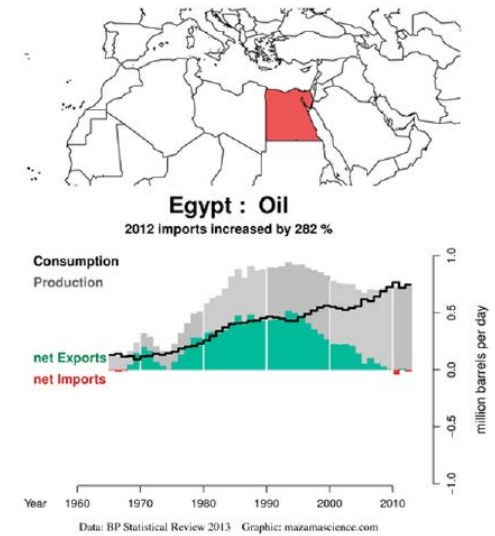 Egypt : Oil
2012 imports increased by 282 %
Consumption
Production
net Exports
net Imports
1.0
0.5
0.0
-0.5
-1.0
million barrels per day
Year 1960 1970 1980 1990 2000 2010
Data: BP Statistical Review 2013 Graphic: mazamascience.com